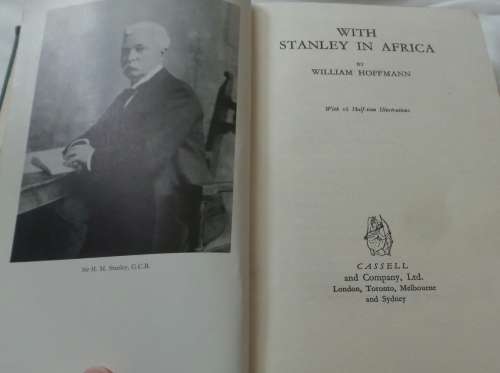 Sir H. M. Stanley, G.C.B.
WITH
STANLEY IN AFRICA
BY
WILLIAM HOFFMANN
With 16 Half-tone Illustrations
CASSELL
and Company, Ltd.
London, Toronto, Melbourne
and Sydney